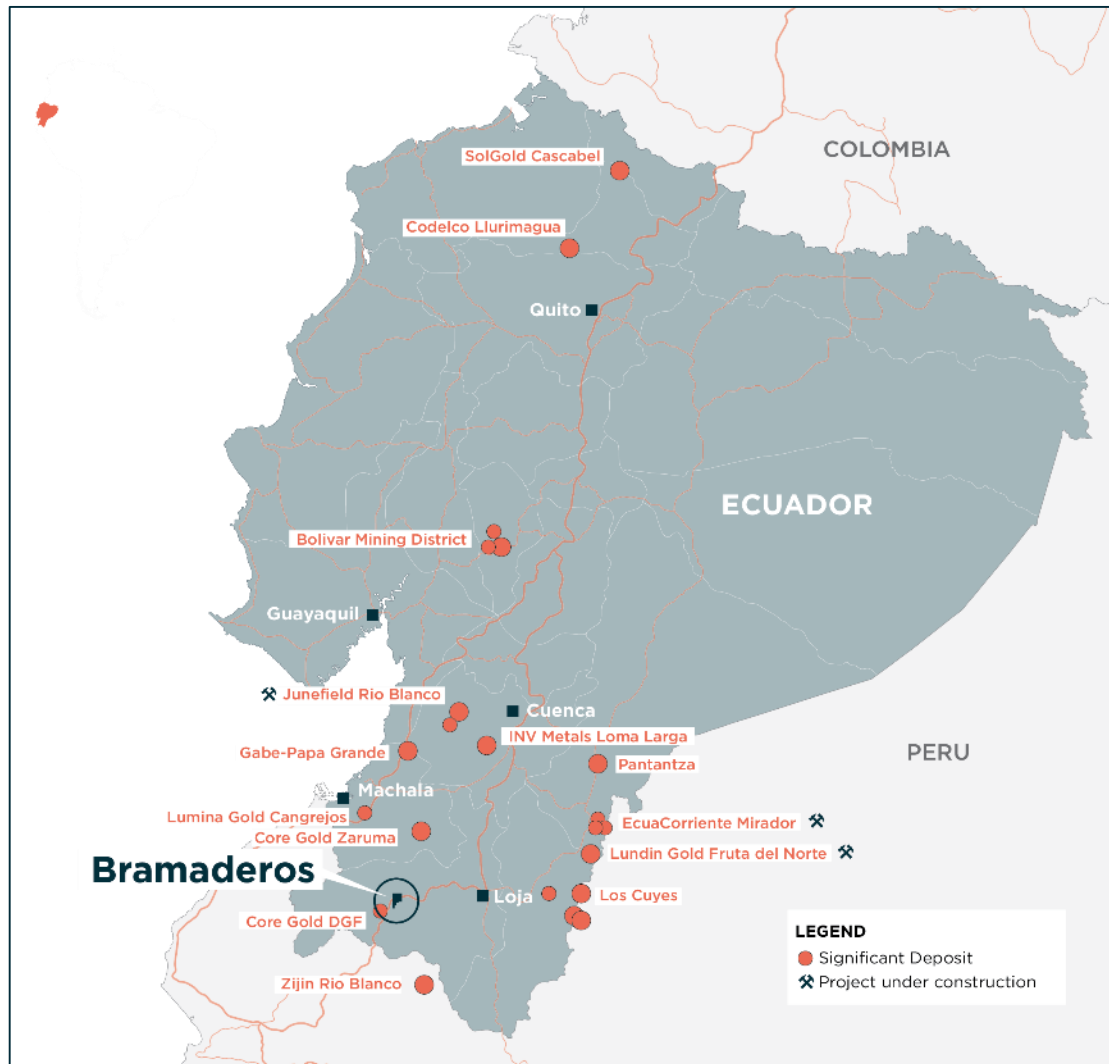 COLOMBIA
SolGold Cascabel
Codelco Llurimagua
Quito
ECUADOR
Bolivar Mining District
Guayaquil
Junefield Rio Blanco
Cuenca
INV Metals Loma Larga
Gabe-Papa Grande
PERU
Pantantza
Machala
Lumina Gold Cangrejos
EcuaCorriente Mirador
Core Gold Zaruma
Lundin Gold Fruta del Norte
Bramaderos
Loja
Los Cuyes
Core Gold DGF
LEGEND
Significant Deposit
Project under construction
Zijin Rio Blanco